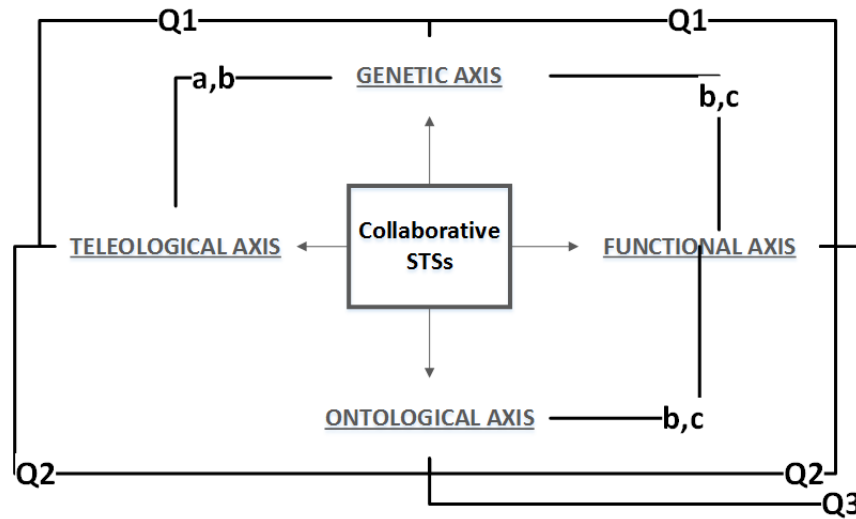 Q1 Q1
a,b GENETIC AXIS
b,c
Collaborative
STSs
TELEOLOGICAL AXIS FUNCTIONAL AXIS
ONTOLOGICAL AXIS b,c
Q2 Q2
Q3